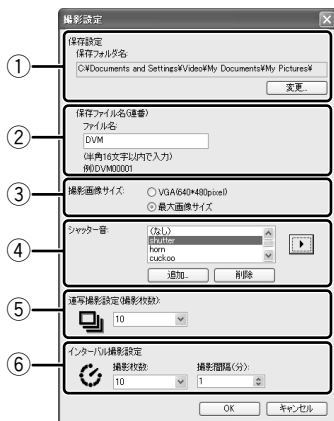 撮影設定
① 保存設定
保存フォルダ名:
C:¥Documents and Settings¥Video¥My Documents¥My Pictures¥
変更...
② 保存ファイル名(連番)
ファイル名:
DVM
(半角16文字以内で入力)
例)DVM00001
③ 撮影画像サイズ: VGA(640*480pixel)
最大画像サイズ
④ シャッター音: (なし)
shutter
horn
cuckoo
追加... 削除
⑤ 連写撮影設定(撮影枚数):
10
⑥ インターバル撮影設定
撮影枚数: 撮影間隔(分):
10 1
OK キャンセル